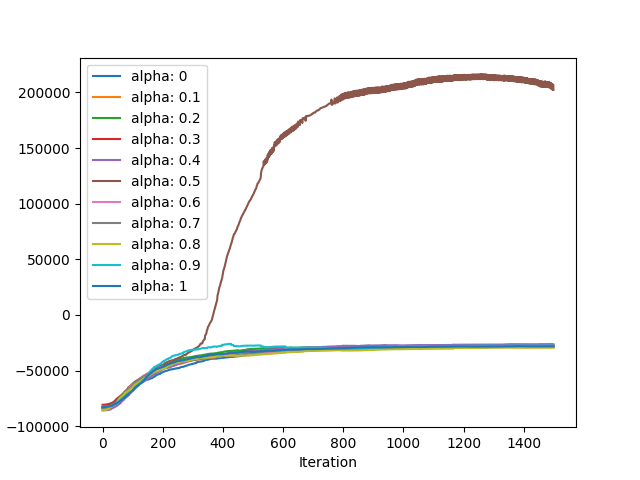 200000
150000
100000
50000
0
−50000
−100000
alpha: 0
alpha: 0.1
alpha: 0.2
alpha: 0.3
alpha: 0.4
alpha: 0.5
alpha: 0.6
alpha: 0.7
alpha: 0.8
alpha: 0.9
alpha: 1
0 200 400 600 800 1000 1200 1400
Iteration